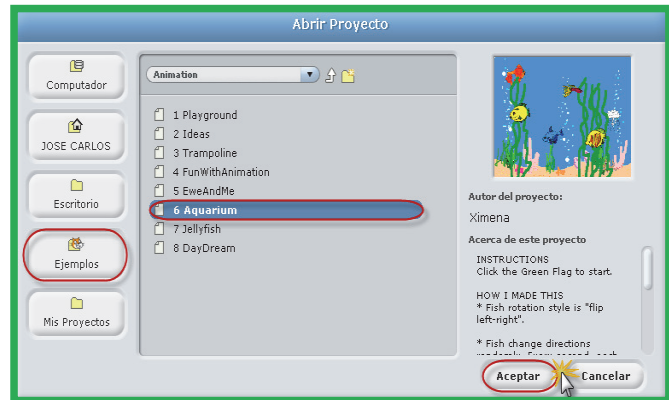 Abrir Proyecto
Computador
JOSE CARLOS
Escritorio
Ejemplos
Mis Proyectos
Animation
1 Playground
2 Ideas
3 Trampoline
4 FunWithAnimation
5 EweAndMe
6 Aquarium
7 Jellyfish
8 DayDream
Autor del proyecto:
Ximena
Acerca de este proyecto
INSTRUCTIONS
Click the Green Flag to start.
HOW I MADE THIS
* Fish rotation style is "flip
left-right".
* Fish change directions
Aceptar
Cancelar